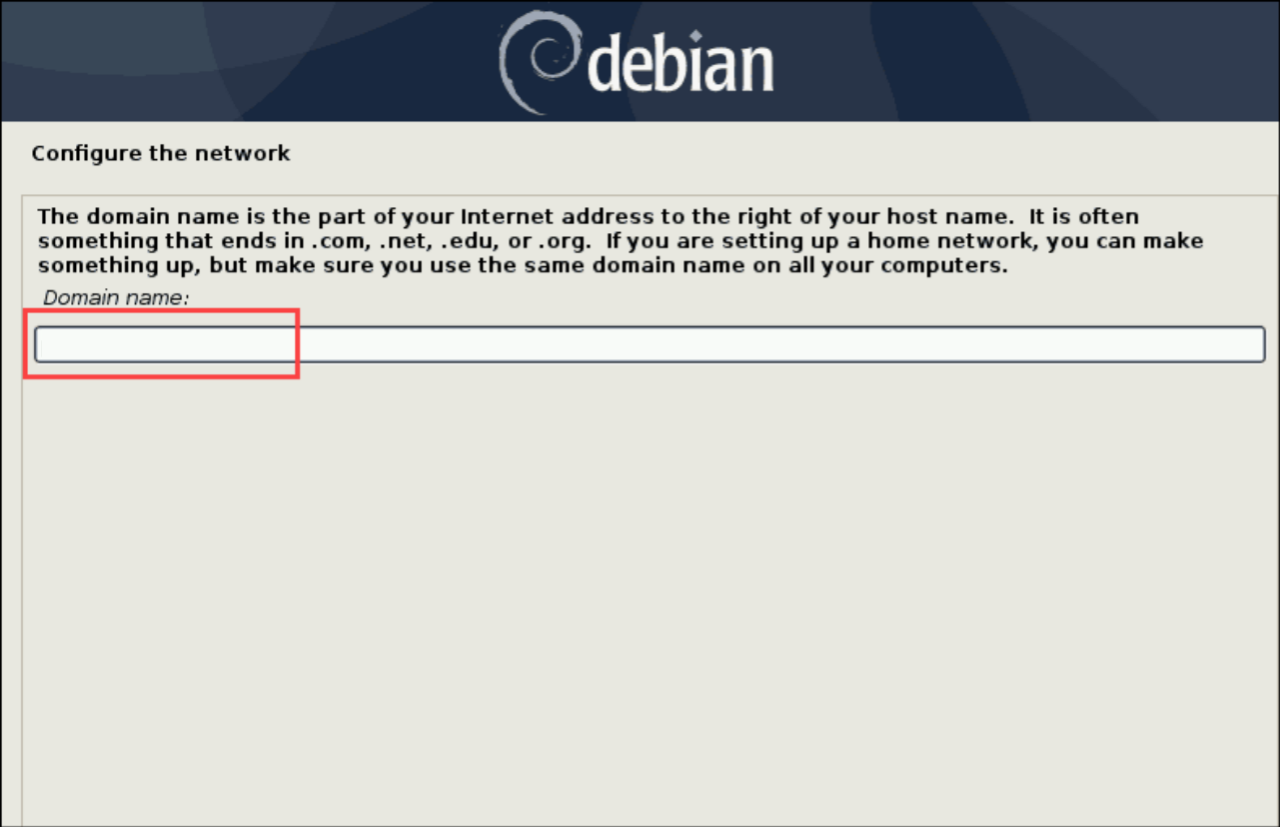 debian
Configure the network
The domain name is the part of your Internet address to the right of your host name.  It is often
something that ends in .com, .net, .edu, or .org.  If you are setting up a home network, you can make
something up, but make sure you use the same domain name on all your computers.
Domain name: